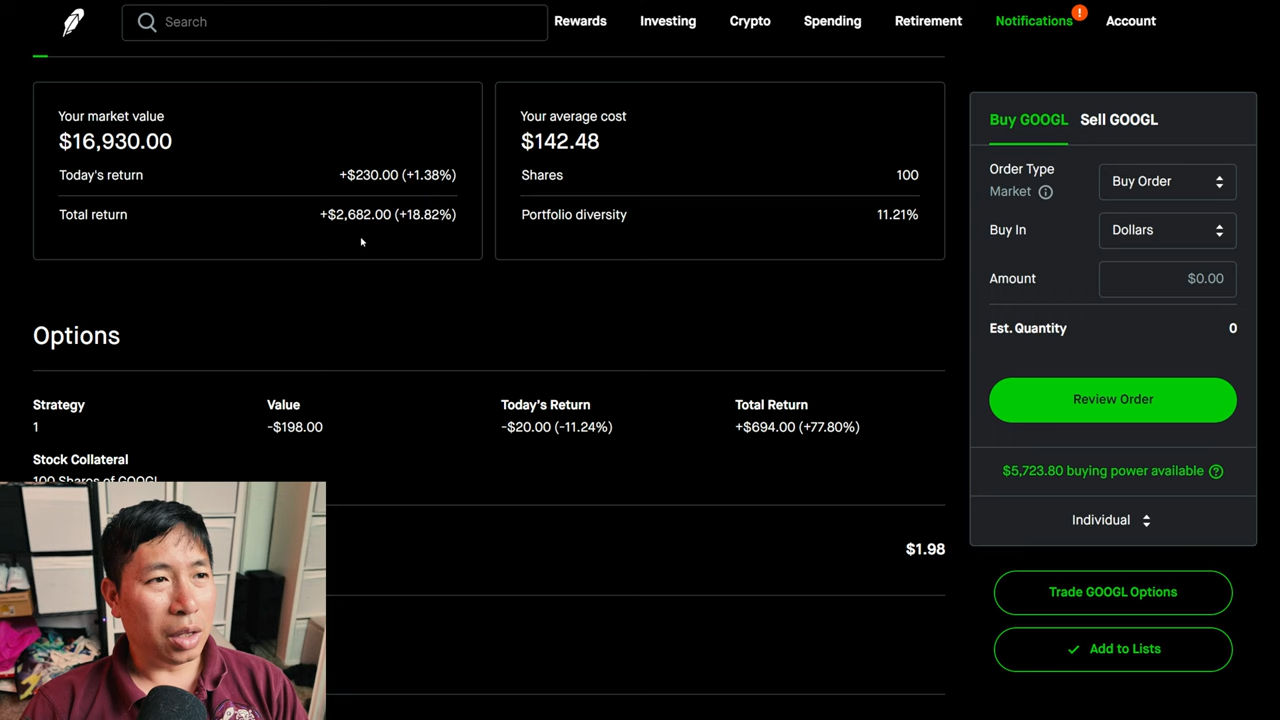 Search
Rewards
Investing
Crypto
Spending
Retirement
Notifications
!
Account
Your market value
$16,930.00
Today's return
+$230.00 (+1.38%)
Total return
+$2,682.00 (+18.82%)
Your average cost
$142.48
Shares
100
Portfolio diversity
11.21%
Buy GOOGL
Sell GOOGL
Order Type
Market
Buy Order
Buy In
Dollars
Amount
$0.00
Est. Quantity
0
Review Order
$5,723.80 buying power available
Individual
Trade GOOGL Options
Add to Lists
Options
Strategy
Value
Today's Return
Total Return
1
-$198.00
-$20.00 (-11.24%)
+$694.00 (+77.80%)
Stock Collateral
100 Shares of GOOGL
$1.98